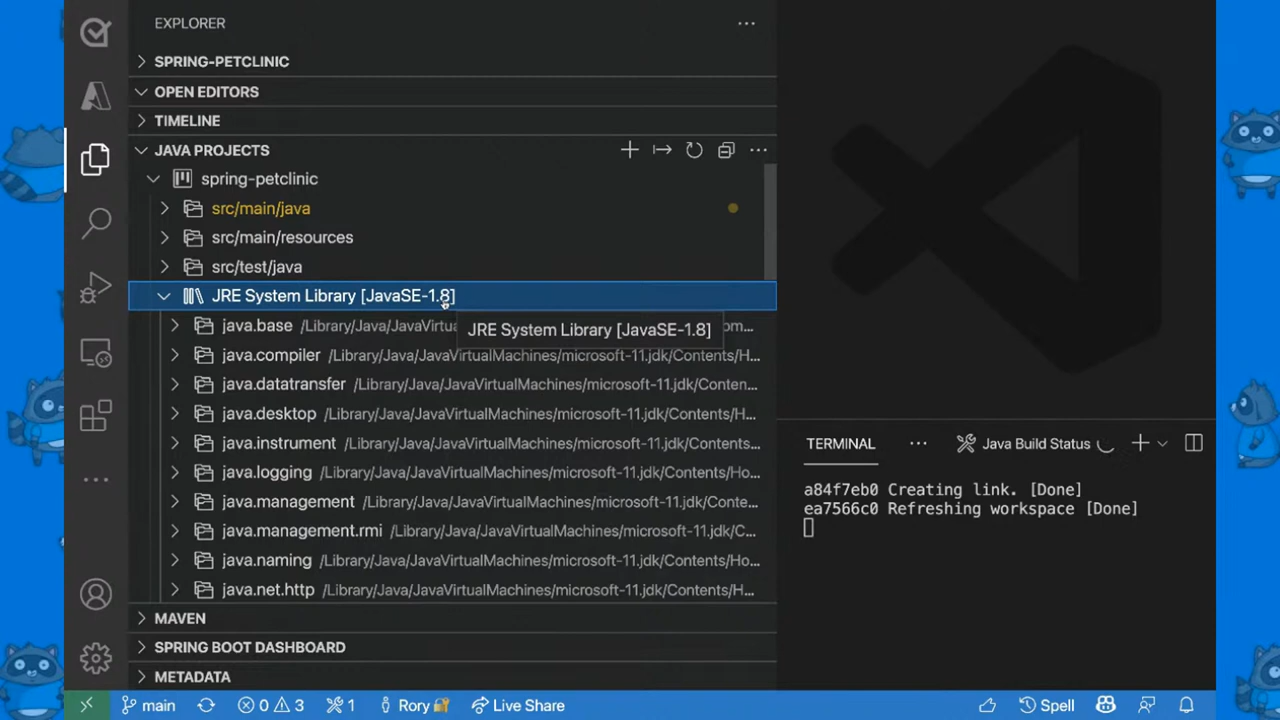 EXPLORER
SPRING-PETCLINIC
OPEN EDITORS
TIMELINE
JAVA PROJECTS
spring-petclinic
src/main/java
src/main/resources
src/test/java
JRE System Library [JavaSE-1.8]
java.base /Library/Java/JavaVirtua
JRE System Library [JavaSE-1.8]
om...
java.compiler /Library/Java/JavaVirtualMachines/microsoft-11.jdk/Contents/H...
java.datatransfer /Library/Java/JavaVirtualMachines/microsoft-11.jdk/Conten...
java.desktop /Library/Java/JavaVirtualMachines/microsoft-11.jdk/Contents/H...
java.instrument /Library/Java/JavaVirtualMachines/microsoft-11.jdk/Contents...
java.logging /Library/Java/JavaVirtualMachines/microsoft-11.jdk/Contents/Ho...
java.management /Library/Java/JavaVirtualMachines/microsoft-11.jdk/Conte...
java.management.rmi /Library/Java/JavaVirtualMachines/microsoft-11.jdk/C...
java.naming /Library/Java/JavaVirtualMachines/microsoft-11.jdk/Contents/Ho...
java.net.http /Library/Java/JavaVirtualMachines/microsoft-11.jdk/Contents/H...
MAVEN
SPRING BOOT DASHBOARD
METADATA
TERMINAL
Java Build Status
a84f7eb0 Creating link. [Done]
ea7566c0 Refreshing workspace [Done]
main 0 3 1 Rory Live Share Spell